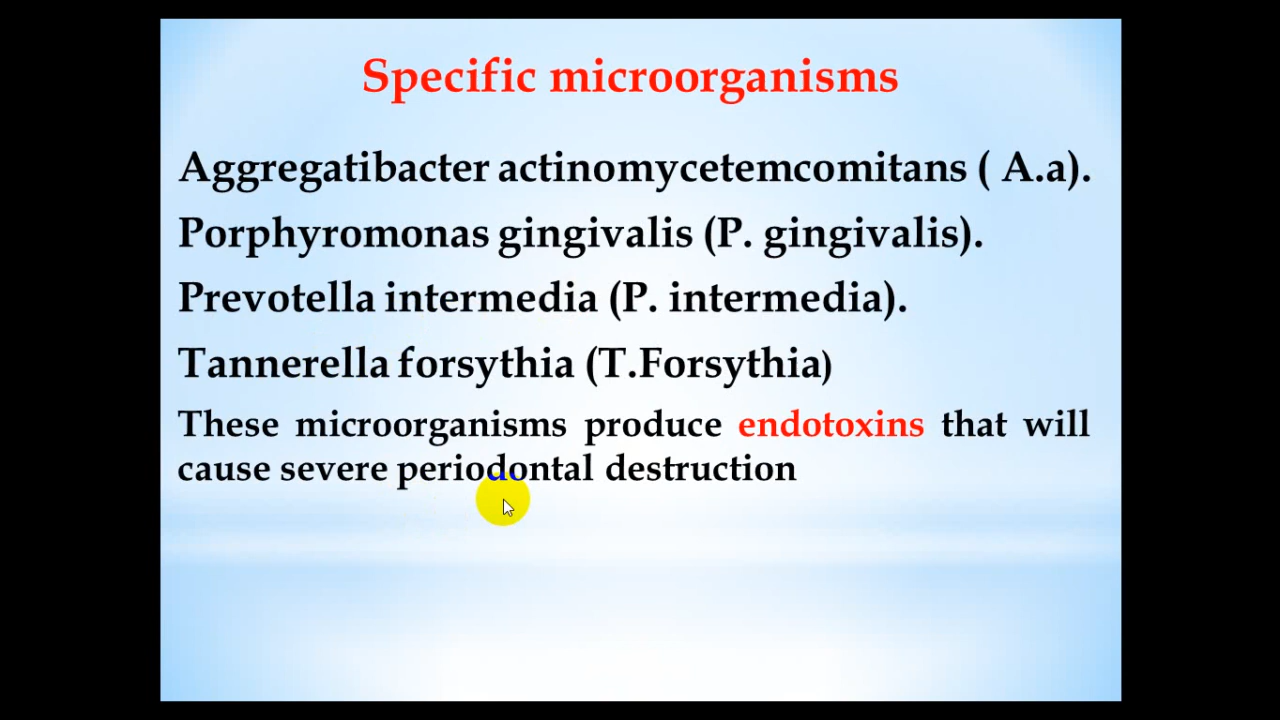 Specific microorganisms
Aggregatibacter actinomycetemcomitans ( A.a).
Porphyromonas gingivalis (P. gingivalis).
Prevotella intermedia (P. intermedia).
Tannerella forsythia (T.Forsythia)
These microorganisms produce endotoxins that will
cause severe periodontal destruction